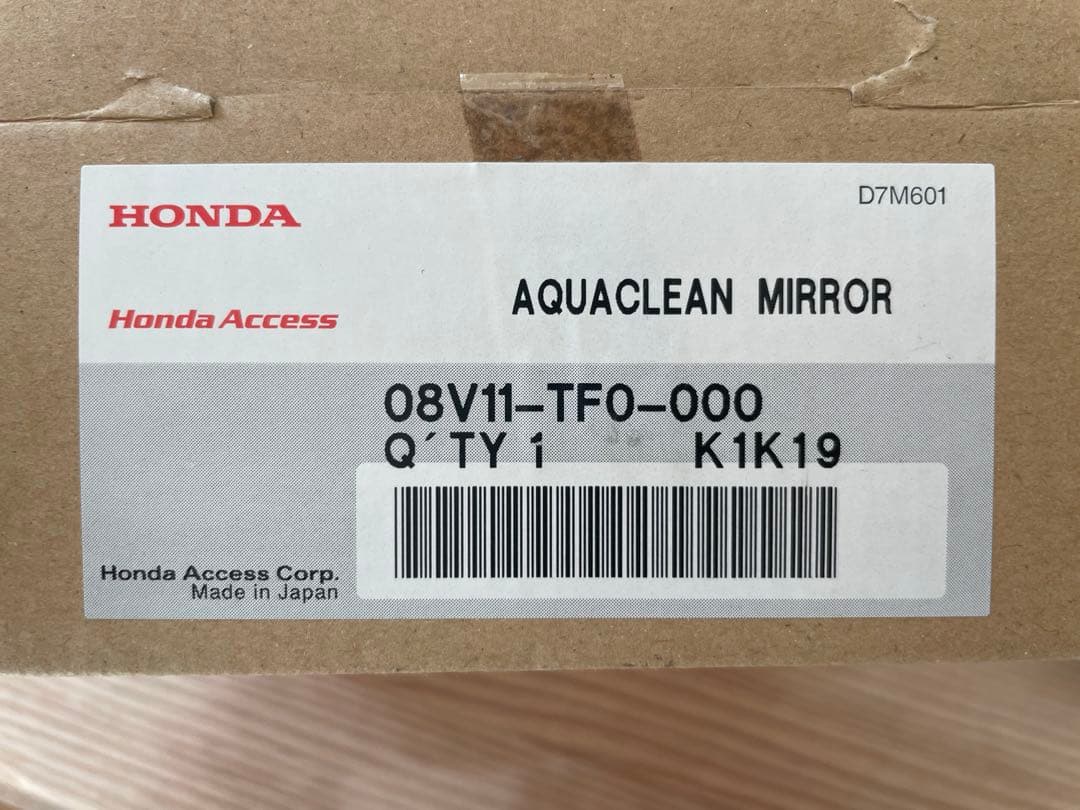 D7M601
HONDA
AQUACLEAN MIRROR
Honda Access
08V11-TF0-000
Q´TY 1 K1K19
Honda Access Corp.
Made in Japan